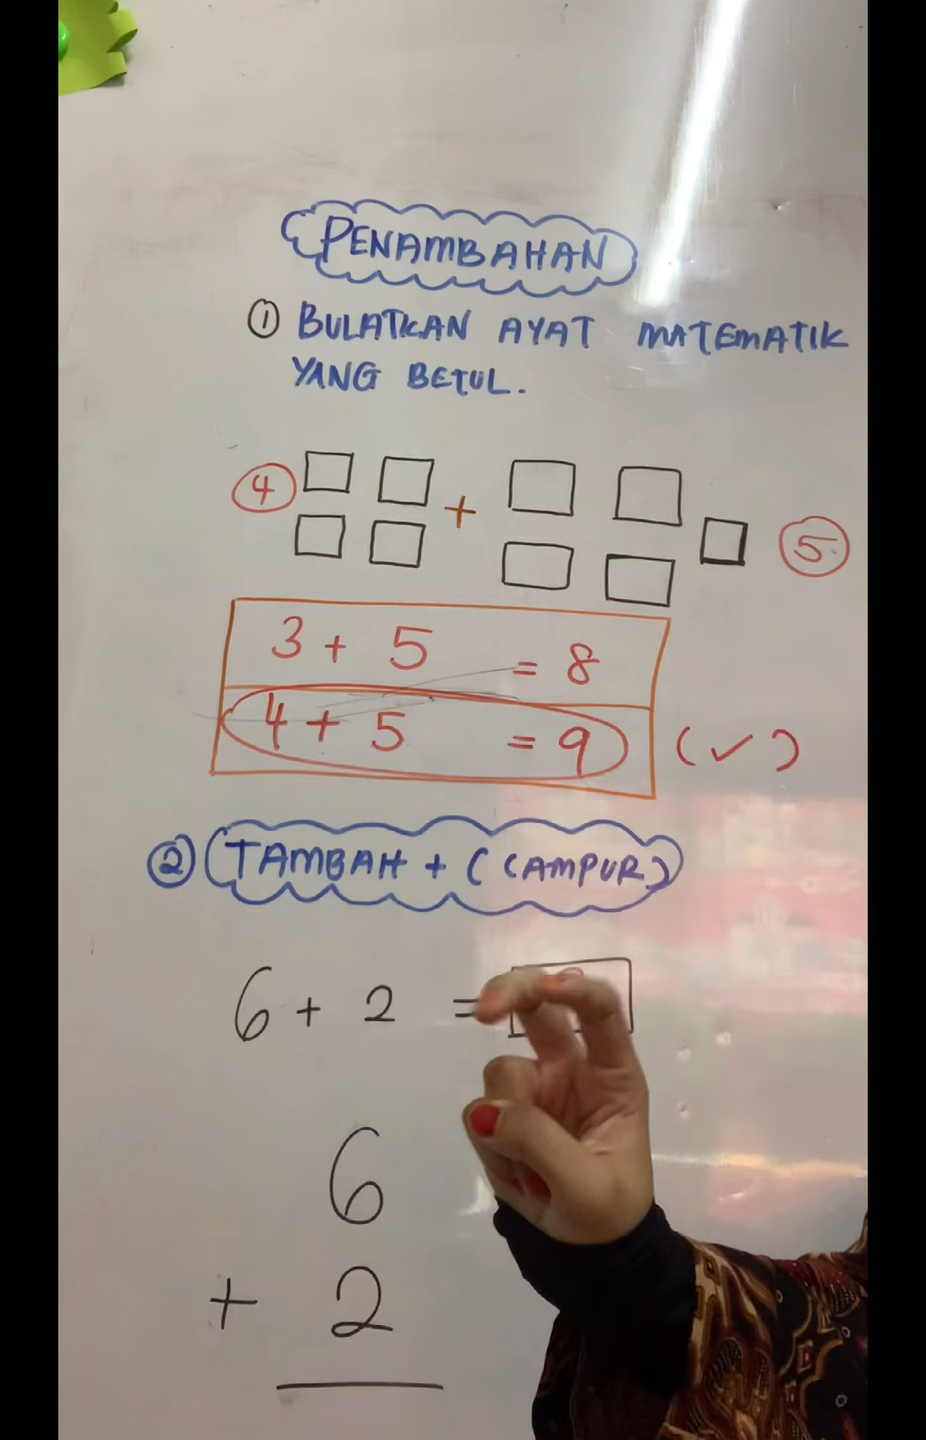 PENAMBAHAN
① BULATKAN AYAT MATEMATIK
YANG BETUL.
④ + ⑤
3 + 5 = 8
4 + 5 = 9 (✓)
② TAMBAH + (CAMPUR)
6 + 2 =
6
+ 2